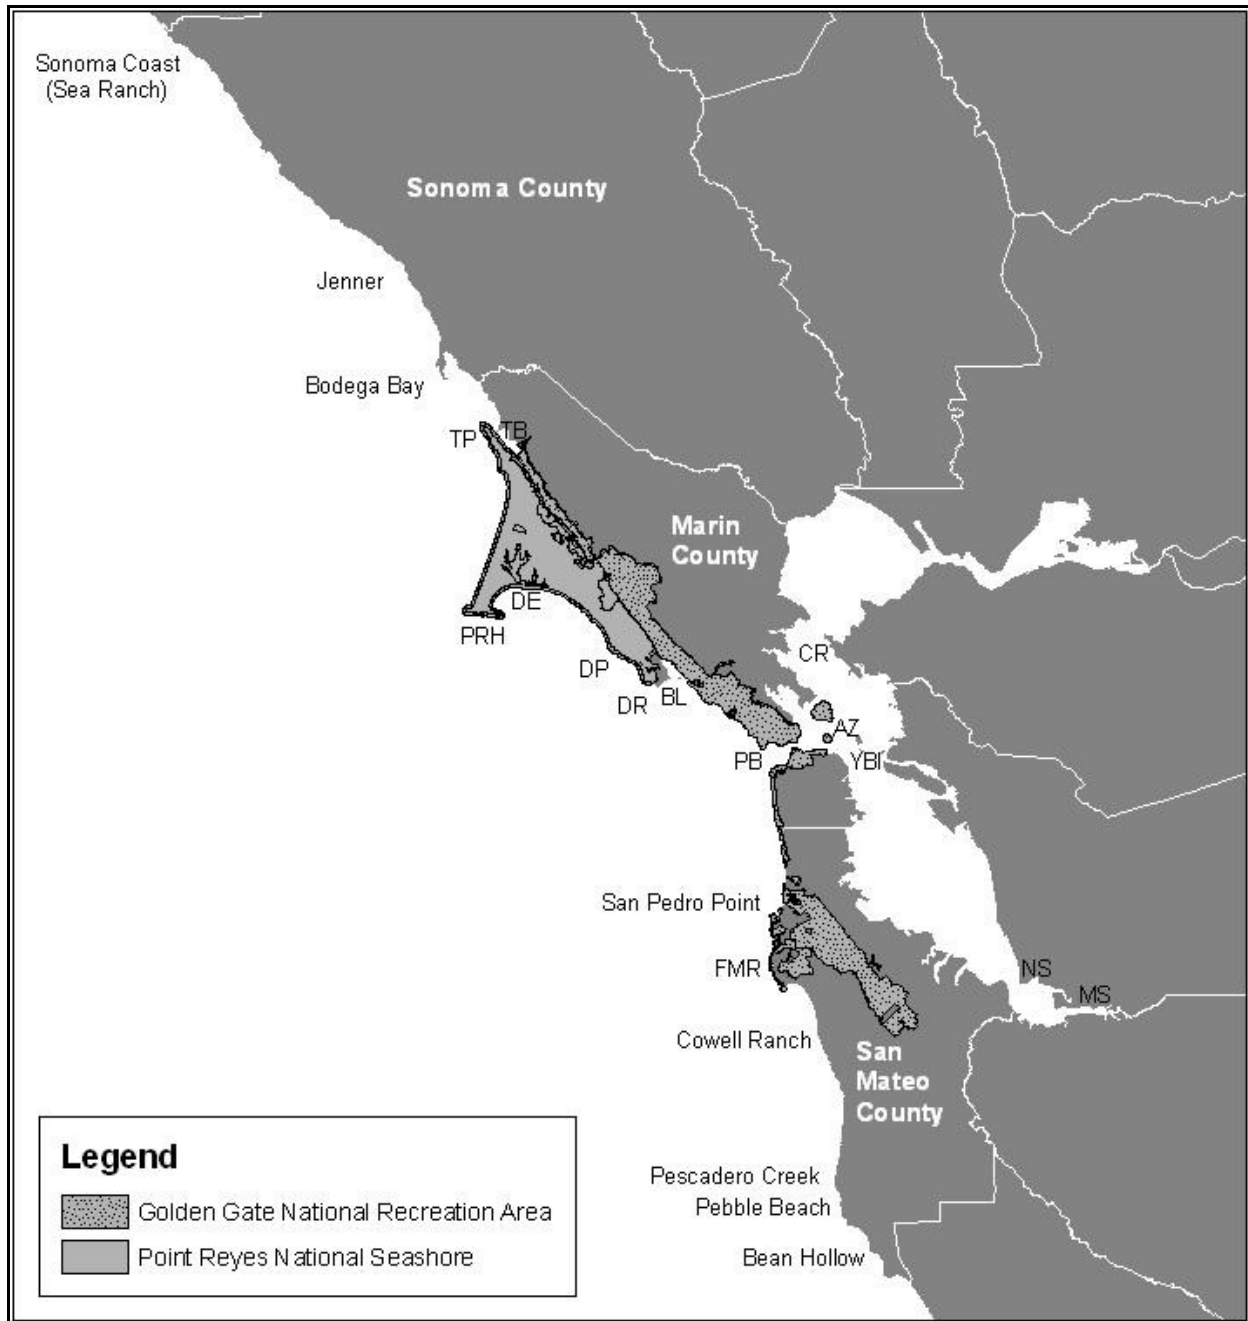 Sonoma Coast
(Sea Ranch)
Sonoma County
Jenner
Bodega Bay
TP
TB
Marin
County
DE
PRH
CR
DP
DR
BL
AZ
PB
YBI
San Pedro Point
FMR
NS
MS
Cowell Ranch
San
Mateo
County
Pescadero Creek
Pebble Beach
Bean Hollow
Legend
Golden Gate National Recreation Area
Point Reyes National Seashore